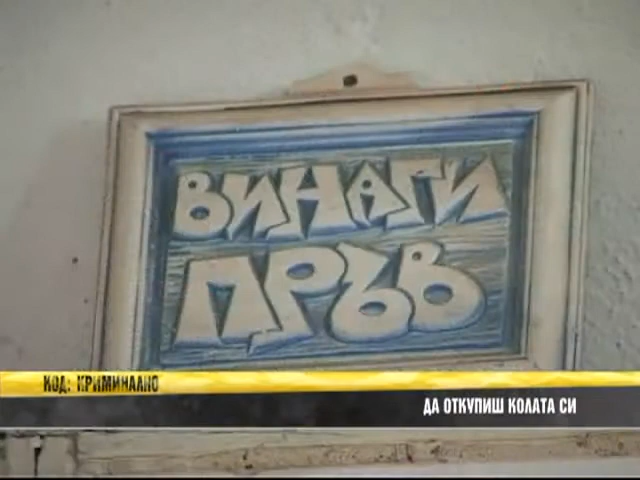 ВИНАГИ
ПРЪВ
КОД: КРИМИНАЛНО
ДА ОТКУПИШ КОЛАТА СИ